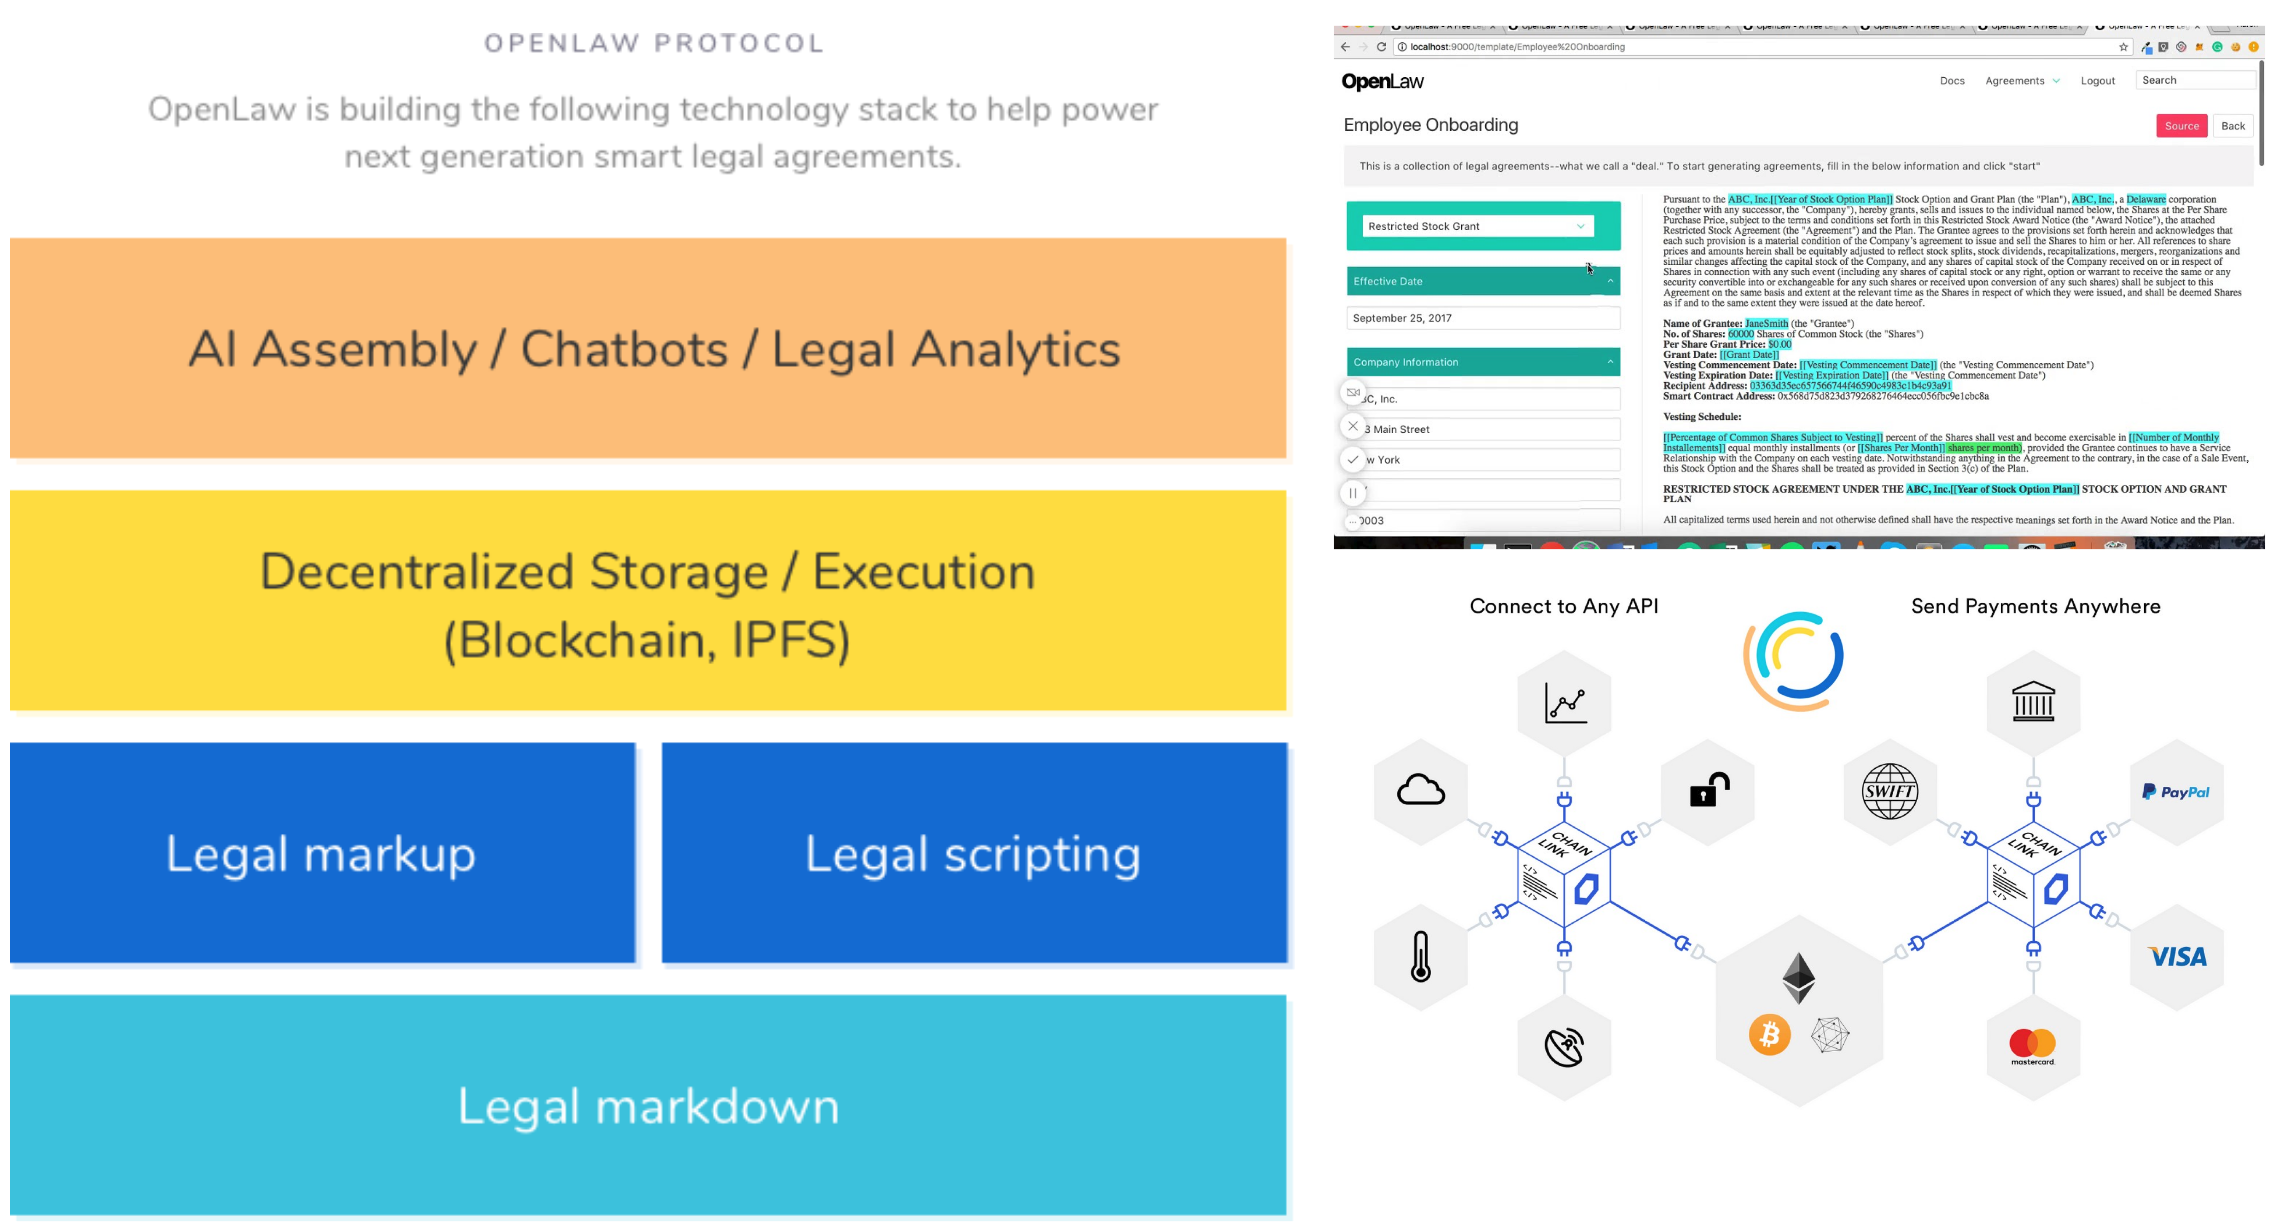 OPENLAW PROTOCOL
OpenLaw is building the following technology stack to help power
next generation smart legal agreements.
AI Assembly / Chatbots / Legal Analytics
Decentralized Storage / Execution
(Blockchain, IPFS)
Legal markup
Legal scripting
Legal markdown
localhost:9000/template/Employee%20Onboarding
OpenLaw
Docs
Agreements
Logout
Search
Employee Onboarding
Source
Back
This is a collection of legal agreements--what we call a "deal." To start generating agreements, fill in the below information and click "start"
Restricted Stock Grant
Effective Date
September 25, 2017
Company Information
C, Inc.
3 Main Street
w York
0003
Pursuant to the ABC, Inc.[[Year of Stock Option Plan]] Stock Option and Grant Plan (the "Plan"), ABC, Inc., a Delaware corporation
(together with any successor, the "Company"), hereby grants, sells and issues to the individual named below, the Shares at the Per Share
Purchase Price, subject to the terms and conditions set forth in this Restricted Stock Award Notice (the "Award Notice"), the attached
Restricted Stock Agreement (the "Agreement") and the Plan. The Grantee agrees to the provisions set forth herein and acknowledges that
each such provision is a material condition of the Company's agreement to issue and sell the Shares to him or her. All references to share
prices and amounts herein shall be equitably adjusted to reflect stock splits, stock dividends, recapitalizations, mergers, reorganizations and
similar changes affecting the capital stock of the Company, and any shares of capital stock of the Company received on or in respect of
Shares in connection with any such event (including any shares of capital stock or any right, option or warrant to receive the same or any
security convertible into or exchangeable for any such shares or received upon conversion of any such shares) shall be subject to this
Agreement on the same basis and extent at the relevant time as the Shares in respect of which they were issued, and shall be deemed Shares
as if and to the same extent they were issued at the date hereof.
Name of Grantee: JaneSmith (the "Grantee")
No. of Shares: 60000 Shares of Common Stock (the "Shares")
Per Share Grant Price: $0.00
Grant Date: [[Grant Date]]
Vesting Commencement Date: [[Vesting Commencement Date]] (the "Vesting Commencement Date")
Vesting Expiration Date: [[Vesting Expiration Date]] (the "Vesting Commencement Date")
Recipient Address: 03363d35ec657566744f46590c4983c1b4c93a91
Smart Contract Address: 0x568d75d823d379268276464ecc056fbc9e1cbc8a
Vesting Schedule:
[[Percentage of Common Shares Subject to Vesting]] percent of the Shares shall vest and become exercisable in [[Number of Monthly
Installements]] equal monthly installments (or [[Shares Per Month]] shares per month), provided the Grantee continues to have a Service
Relationship with the Company on each vesting date. Notwithstanding anything in the Agreement to the contrary, in the case of a Sale Event,
this Stock Option and the Shares shall be treated as provided in Section 3(c) of the Plan.
RESTRICTED STOCK AGREEMENT UNDER THE ABC, Inc.[[Year of Stock Option Plan]] STOCK OPTION AND GRANT
PLAN
All capitalized terms used herein and not otherwise defined shall have the respective meanings set forth in the Award Notice and the Plan.
Connect to Any API
Send Payments Anywhere
SWIFT
PayPal
CHAIN
LINK
CHAIN
LINK
VISA
mastercard